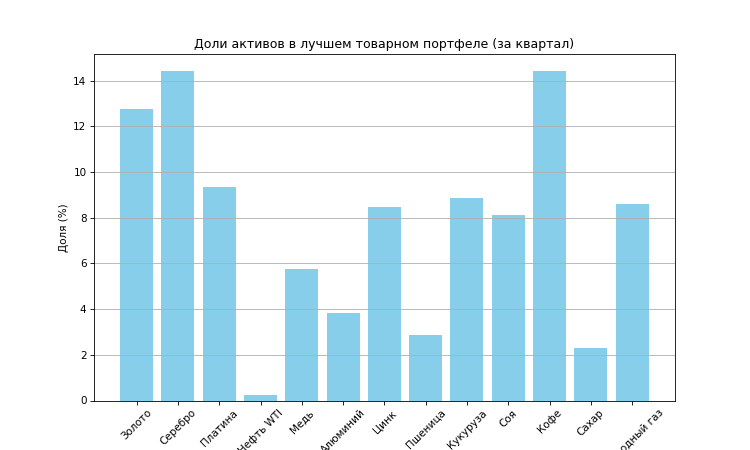 Доли активов в лучшем товарном портфеле (за квартал)
Доля (%)
14
12
10
8
6
4
2
0
Золото
Серебро
Платина
Нефть WTI
Медь
Алюминий
Цинк
Пшеница
Кукуруза
Соя
Кофе
Сахар
газ